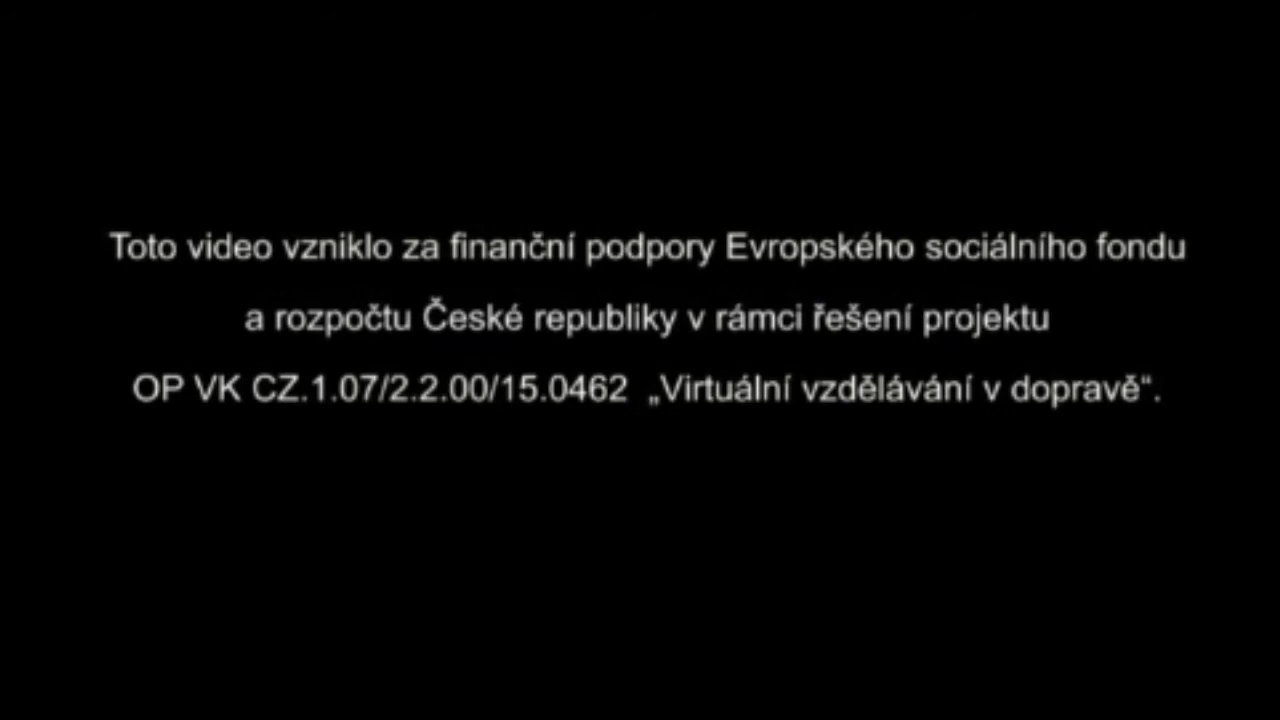 Toto video vzniklo za finanční podpory Evropského sociálního fondu
a rozpočtu České republiky v rámci řešení projektu
OP VK CZ.1.07/2.2.00/15.0462 „Virtuální vzdělávání v dopravě“.